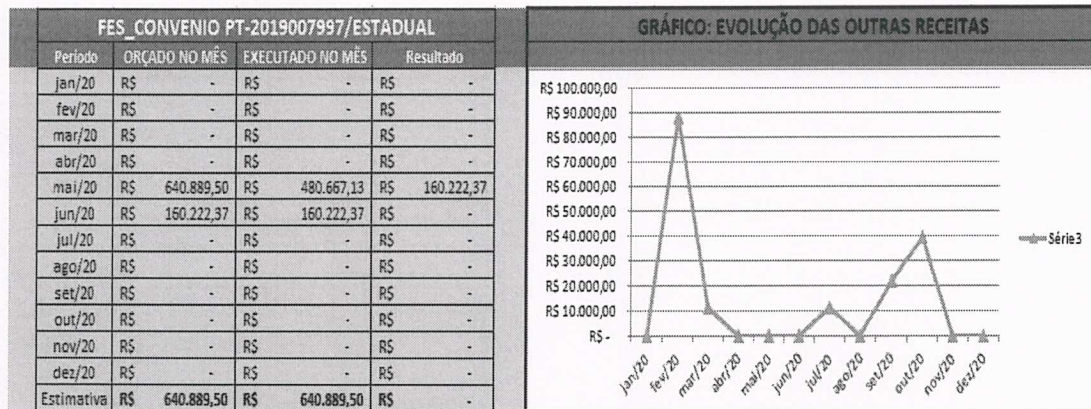 FES_CONVENIO PT-2019007997/ESTADUAL
Período ORÇADO NO MÊS EXECUTADO NO MÊS Resultado
jan/20 R$ - R$ - R$ -
fev/20 R$ - R$ - R$ -
mar/20 R$ - R$ - R$ -
abr/20 R$ - R$ - R$ -
mai/20 R$ 640.889,50 R$ 480.667,13 R$ 160.222,37
jun/20 R$ 160.222,37 R$ 160.222,37 R$ -
jul/20 R$ - R$ - R$ -
ago/20 R$ - R$ - R$ -
set/20 R$ - R$ - R$ -
out/20 R$ - R$ - R$ -
nov/20 R$ - R$ - R$ -
dez/20 R$ - R$ - R$ -
Estimativa R$ 640.889,50 R$ 640.889,50 R$ -
GRÁFICO: EVOLUÇÃO DAS OUTRAS RECEITAS
R$ 100.000,00
R$ 90.000,00
R$ 80.000,00
R$ 70.000,00
R$ 60.000,00
R$ 50.000,00
R$ 40.000,00
R$ 30.000,00
R$ 20.000,00
R$ 10.000,00
R$ -
jan/20 fev/20 mar/20 abr/20 mai/20 jun/20 jul/20 ago/20 set/20 out/20 nov/20 dez/20
Série3